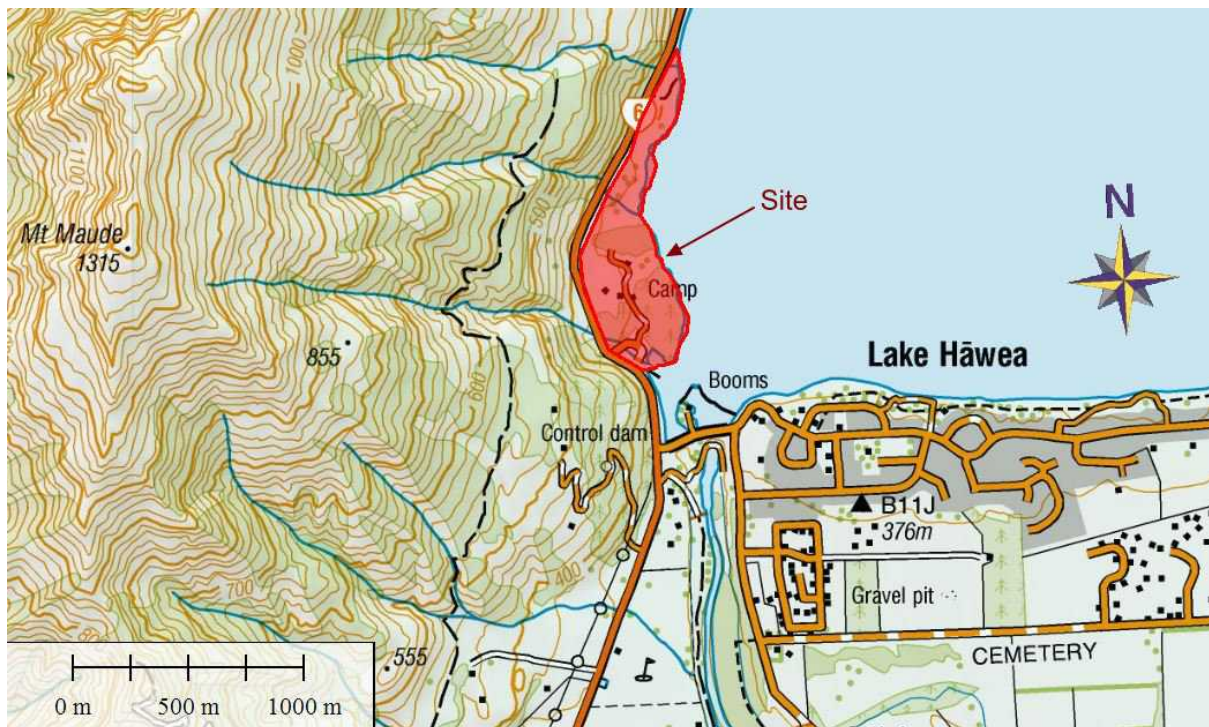 1000
1100
6
500
Site
N
Mt Maude
1315
Camp
855
600
Lake Hāwea
Booms
Control dam
B11J
376m
700
400
Gravel pit
555
CEMETERY
0 m
500 m
1000 m